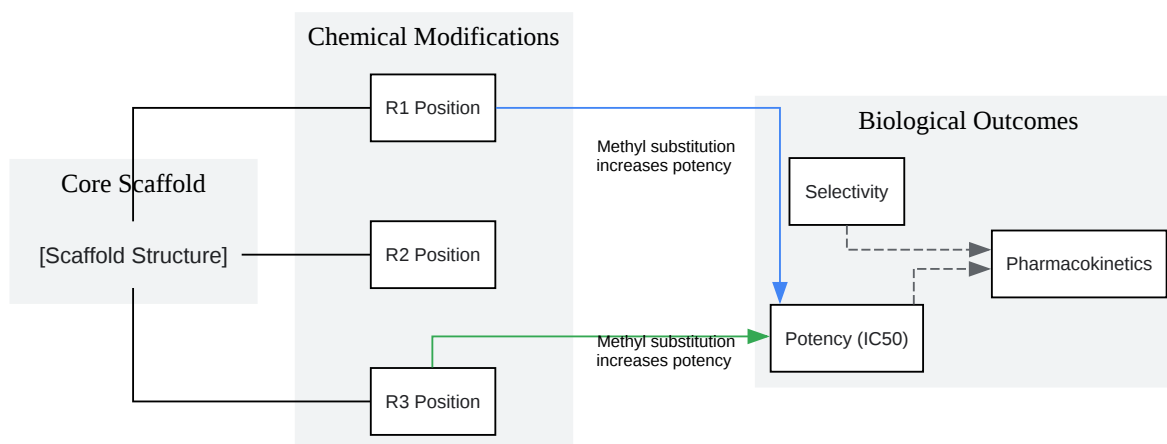 Chemical Modifications
R1 Position
Methyl substitution
increases potency
Biological Outcomes
Core Scaffold
Selectivity
[Scaffold Structure]
R2 Position
Pharmacokinetics
Methyl substitution
increases potency
Potency (IC50)
R3 Position